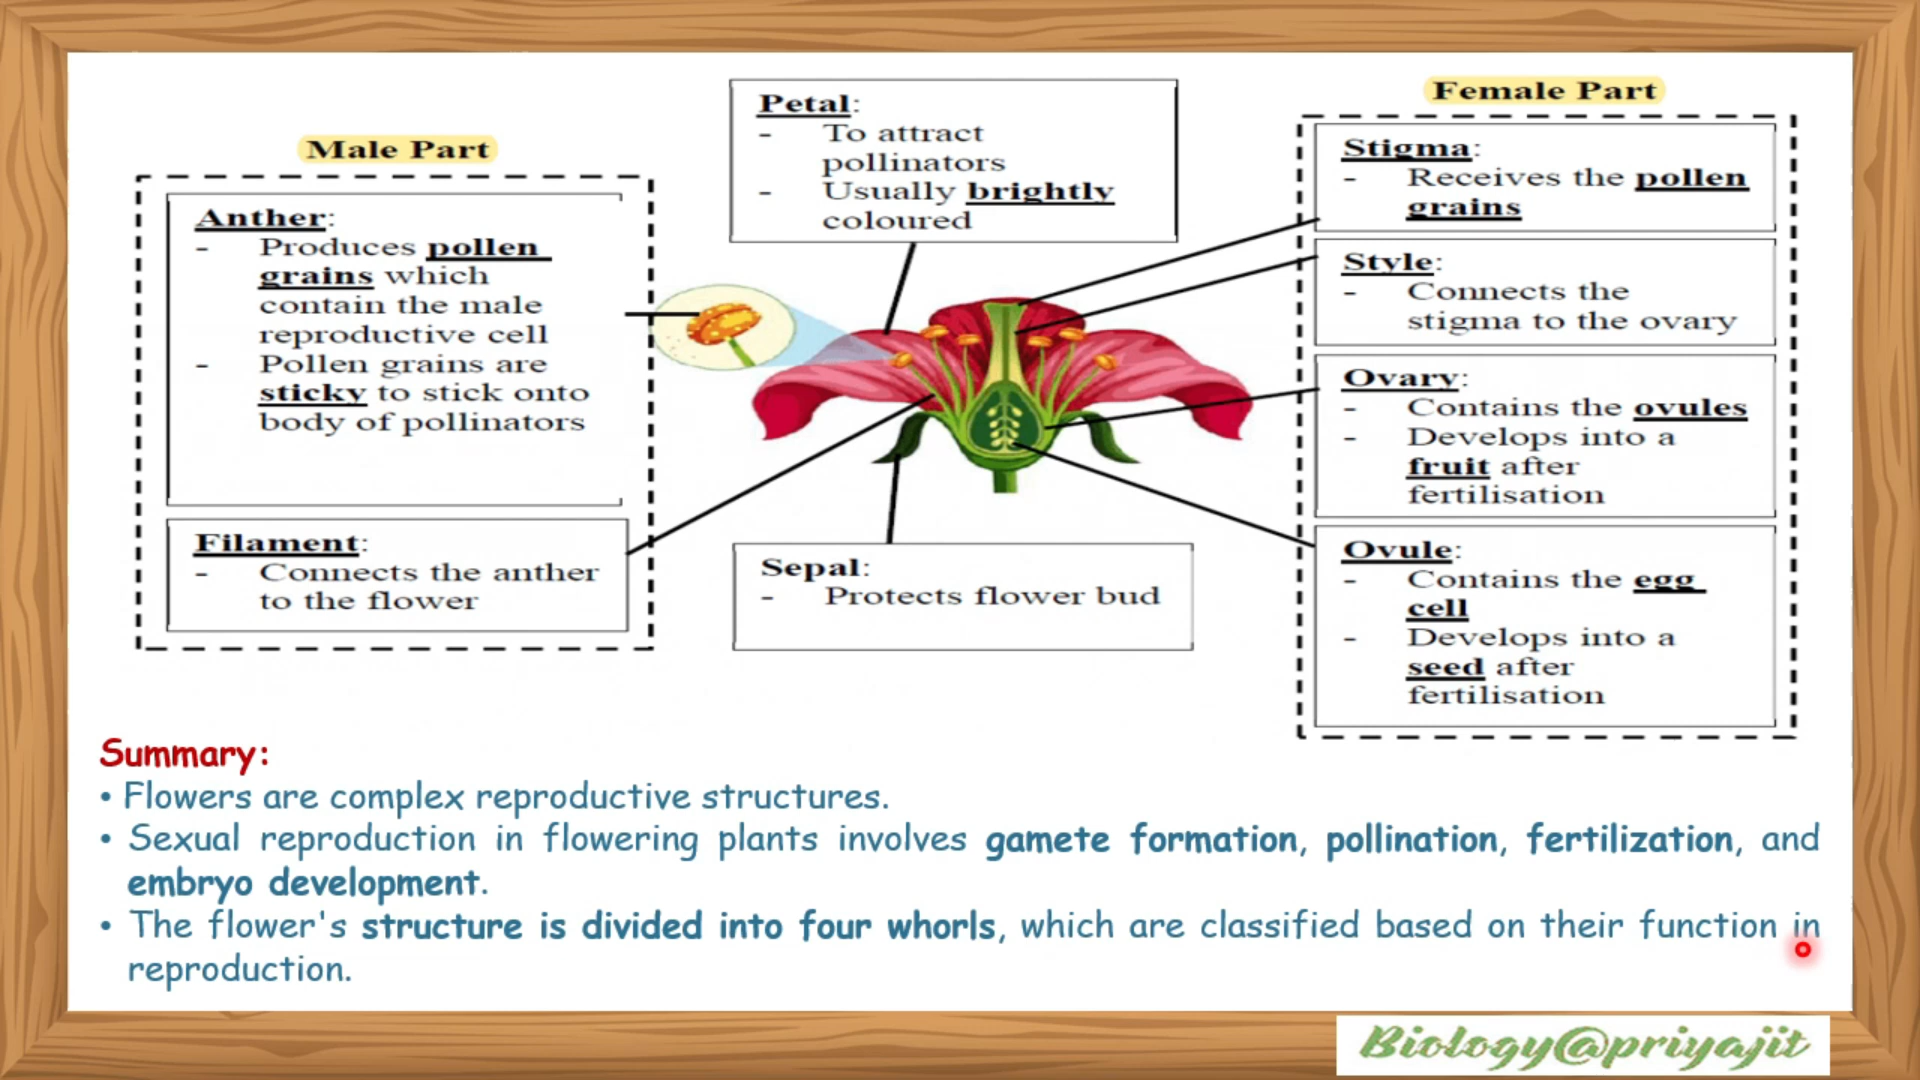 Male Part
Anther:
- Produces pollen
grains which
contain the male
reproductive cell
- Pollen grains are
sticky to stick onto
body of pollinators
Filament:
- Connects the anther
to the flower
Petal:
- To attract
pollinators
- Usually brightly
coloured
Sepal:
- Protects flower bud
Female Part
Stigma:
- Receives the pollen
grains
Style:
- Connects the
stigma to the ovary
Ovary:
- Contains the ovules
- Develops into a
fruit after
fertilisation
Ovule:
- Contains the egg
cell
- Develops into a
seed after
fertilisation
Summary:
• Flowers are complex reproductive structures.
• Sexual reproduction in flowering plants involves gamete formation, pollination, fertilization, and
embryo development.
• The flower's structure is divided into four whorls, which are classified based on their function in
reproduction.
Biology@priyajit